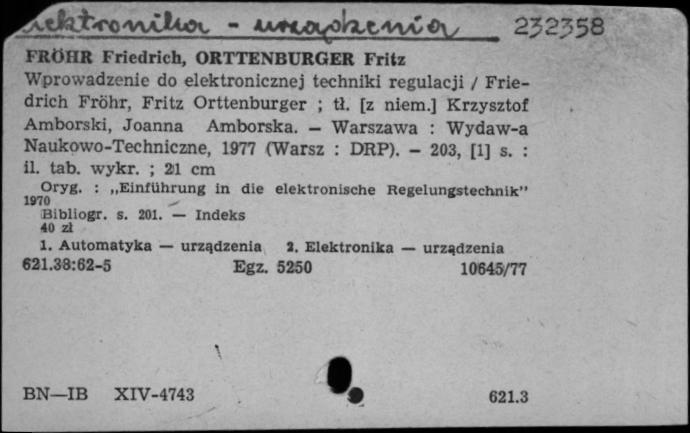 elektronika - urządzenia 232358
FRÖHR Friedrich, ORTTENBURGER Fritz
Wprowadzenie do elektronicznej techniki regulacji / Frie-
drich Fröhr, Fritz Orttenburger ; tł. [z niem.] Krzysztof
Amborski, Joanna Amborska. — Warszawa : Wydaw-a
Naukowo-Techniczne, 1977 (Warsz : DRP). — 203, [1] s. :
il. tab. wykr. ; 21 cm
Oryg. : „Einführung in die elektronische Regelungstechnik”
1970
Bibliogr. s. 201. — Indeks
40 zł
1. Automatyka — urządzenia 2. Elektronika — urządzenia
621.38:62-5 Egz. 5250 10645/77
BN—IB XIV-4743 621.3